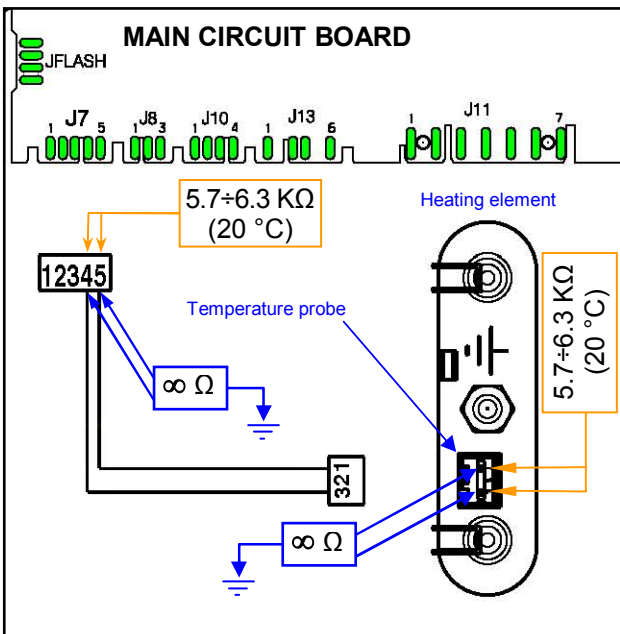 MAIN CIRCUIT BOARD
JFLASH
J7 J8 J10 J13 J11
1 5 1 3 1 4 1 6 1 7
5.7÷6.3 KΩ
(20 °C)
Heating element
12345
Temperature probe
5.7÷6.3 KΩ
(20 °C)
∞ Ω
321
∞ Ω